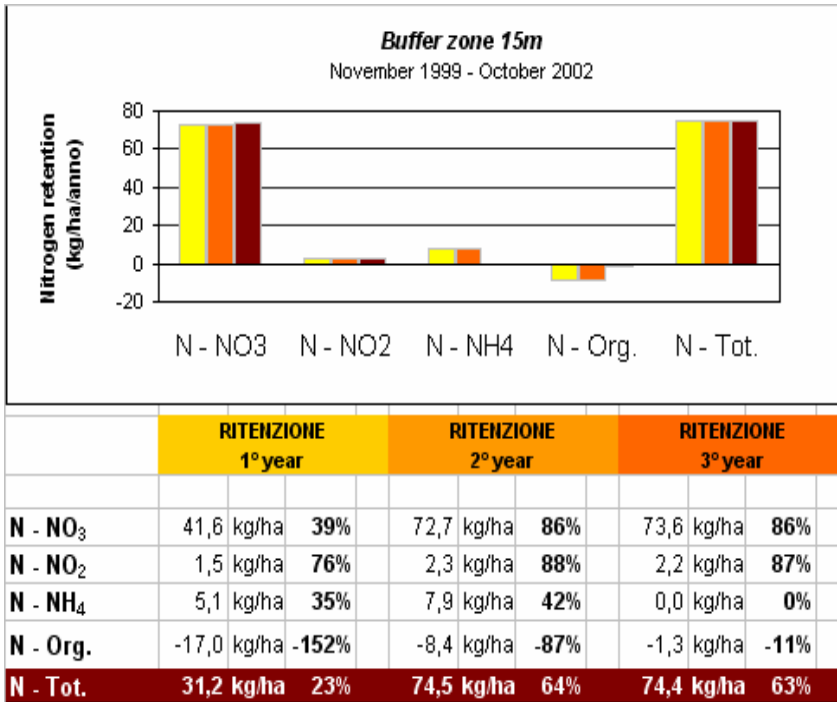 Buffer zone 15m
November 1999 - October 2002
Nitrogen retention
(kg/ha/anno)
80
60
40
20
0
-20
N - NO3 N - NO2 N - NH4 N - Org. N - Tot.
RITENZIONE RITENZIONE RITENZIONE
1º year 2º year 3º year
N - NO₃ 41,6 kg/ha 39% 72,7 kg/ha 86% 73,6 kg/ha 86%
N - NO₂ 1,5 kg/ha 76% 2,3 kg/ha 88% 2,2 kg/ha 87%
N - NH₄ 5,1 kg/ha 35% 7,9 kg/ha 42% 0,0 kg/ha 0%
N - Org. -17,0 kg/ha -152% -8,4 kg/ha -87% -1,3 kg/ha -11%
N - Tot. 31,2 kg/ha 23% 74,5 kg/ha 64% 74,4 kg/ha 63%